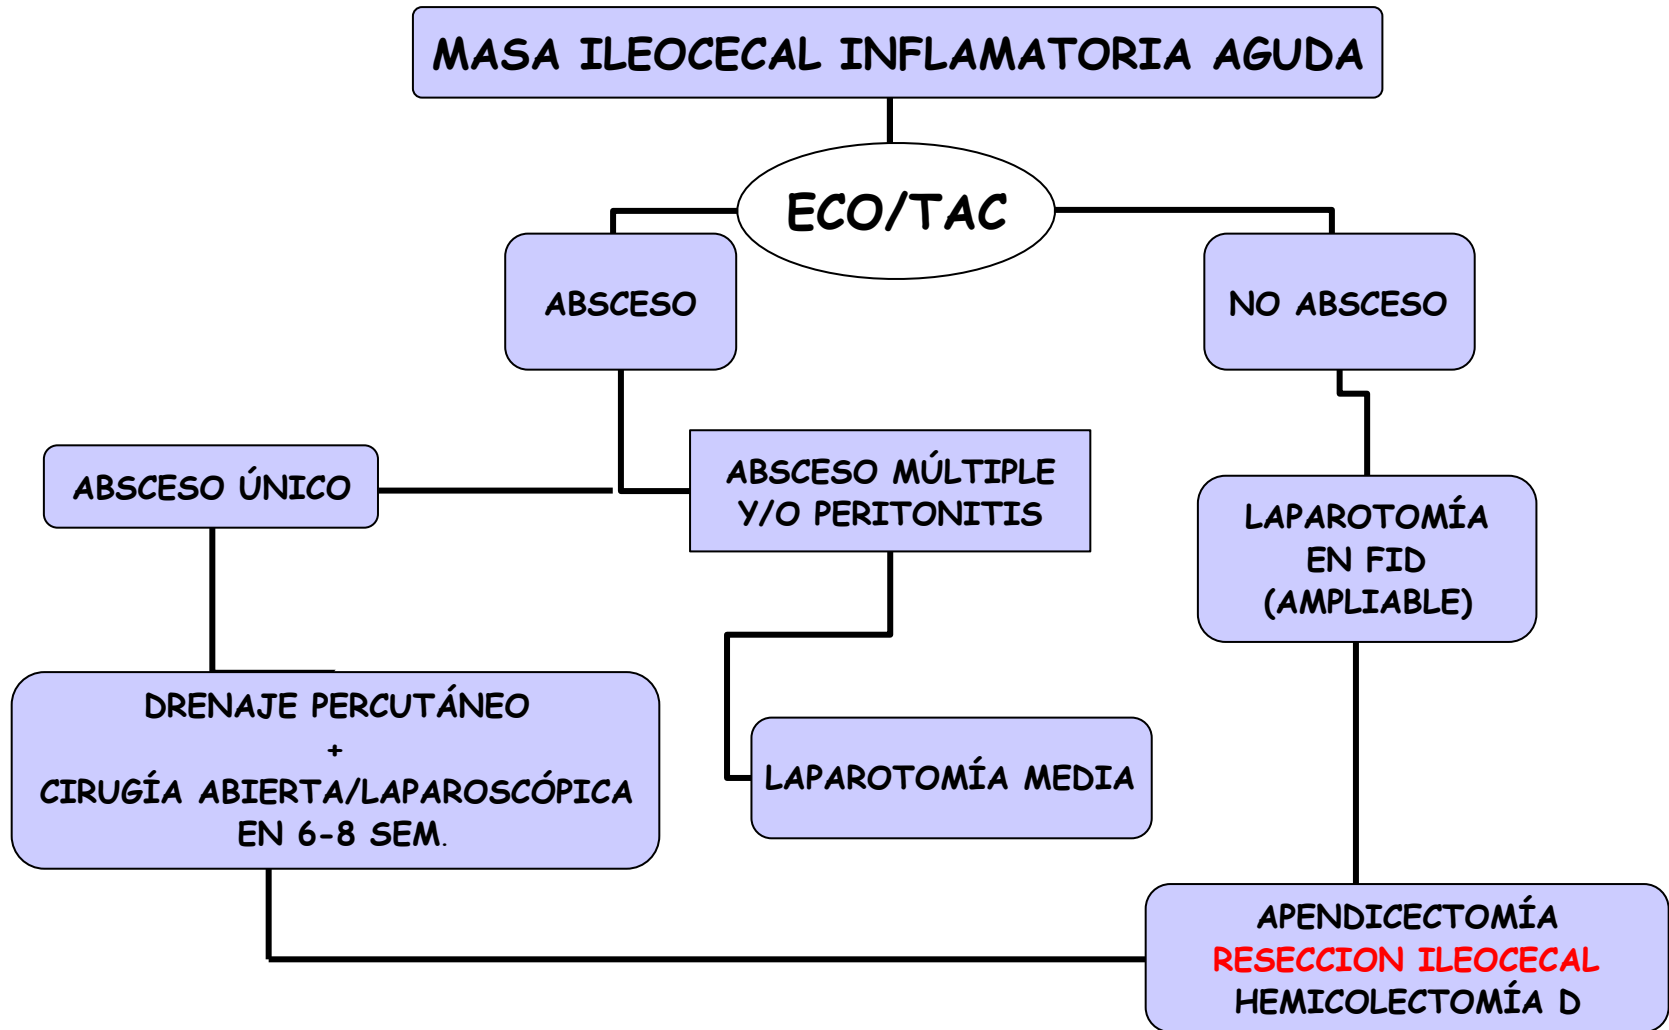 MASA ILEOCECAL INFLAMATORIA AGUDA
ECO/TAC
ABSCESO
NO ABSCESO
ABSCESO ÚNICO
ABSCESO MÚLTIPLE
Y/O PERITONITIS
LAPAROTOMÍA
EN FID
(AMPLIABLE)
DRENAJE PERCUTÁNEO
+
CIRUGÍA ABIERTA/LAPAROSCÓPICA
EN 6-8 SEM.
LAPAROTOMÍA MEDIA
APENDICECTOMÍA
RESECCION ILEOCECAL
HEMICOLECTOMÍA D